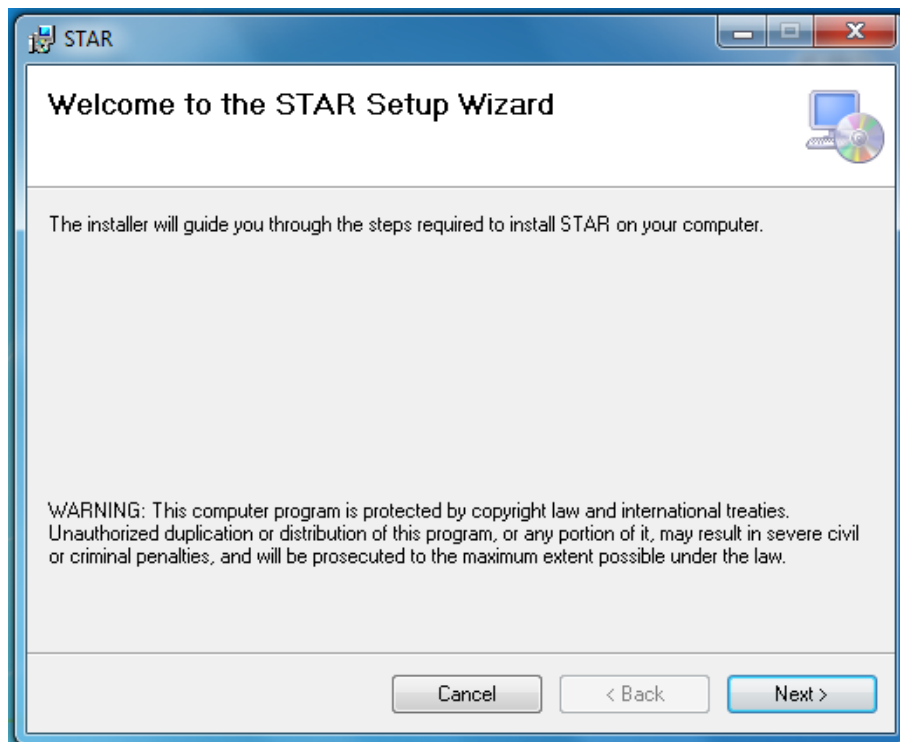 STAR
Welcome to the STAR Setup Wizard
The installer will guide you through the steps required to install STAR on your computer.
WARNING: This computer program is protected by copyright law and international treaties.
Unauthorized duplication or distribution of this program, or any portion of it, may result in severe civil
or criminal penalties, and will be prosecuted to the maximum extent possible under the law.
Cancel
< Back
Next >